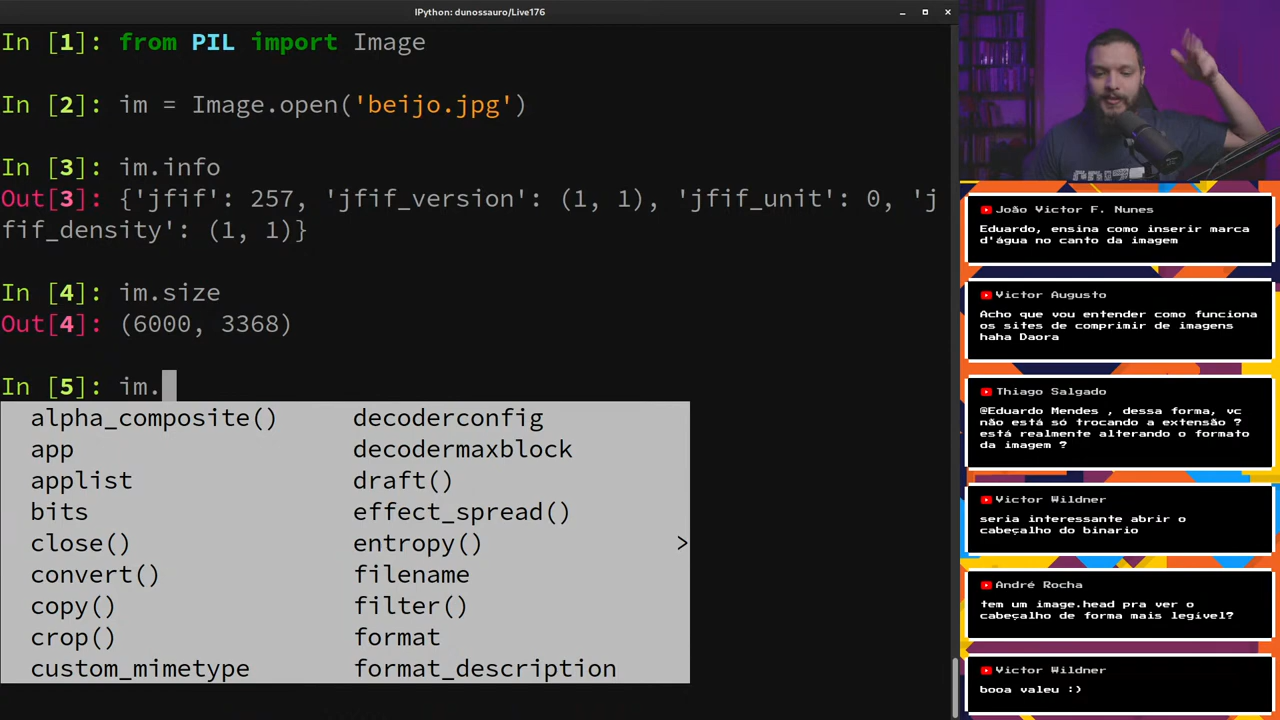 IPython: dunossauro/Live176
In [1]: from PIL import Image
In [2]: im = Image.open('beijo.jpg')
In [3]: im.info
Out[3]: {'jfif': 257, 'jfif_version': (1, 1), 'jfif_unit': 0, 'j
fif_density': (1, 1)}
In [4]: im.size
Out[4]: (6000, 3368)
In [5]: im.
alpha_composite() decoderconfig
app decodermaxblock
applist draft()
bits effect_spread()
close() entropy() >
convert() filename
copy() filter()
crop() format
custom_mimetype format_description
João Victor F. Nunes
Eduardo, ensina como inserir marca
d'água no canto da imagem
Victor Augusto
Acho que vou entender como funciona
os sites de comprimir de imagens
haha Daora
Thiago Salgado
@Eduardo Mendes , dessa forma, vc
não está só trocando a extensão ?
está realmente alterando o formato
da imagem ?
Victor Wildner
seria interessante abrir o
cabeçalho do binario
André Rocha
tem um image.head pra ver o
cabeçalho de forma mais legível?
Victor Wildner
booa valeu :)